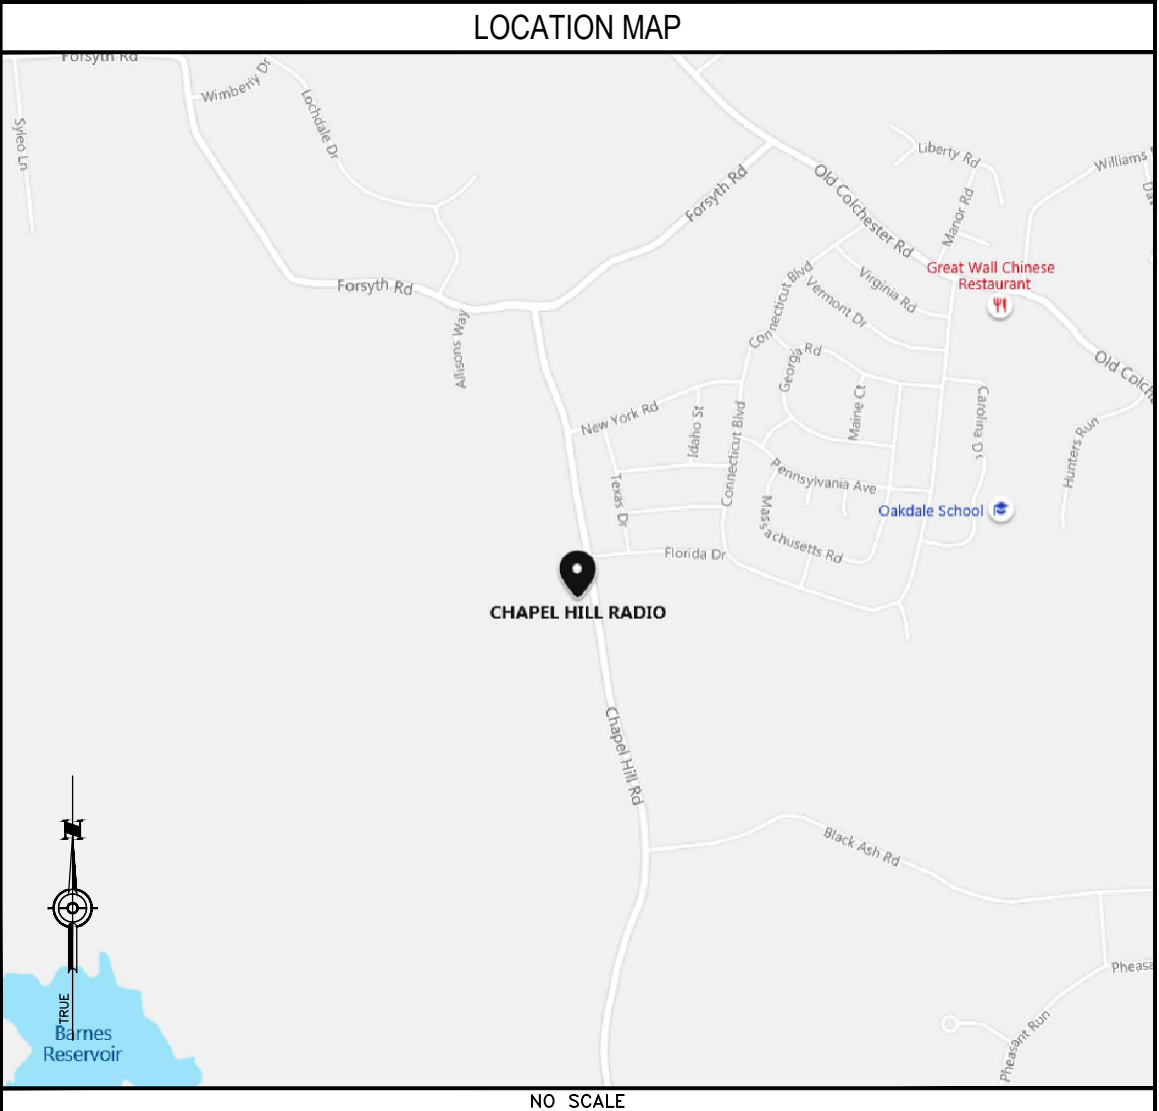 LOCATION MAP
Forsyth Rd
Wimberly Dr
Lochdale Dr
Syleo Ln
Forsyth Rd
Old Colchester Rd
Liberty Rd
Williams
Manor Rd
Forsyth Rd
Allisons Way
Great Wall Chinese
Restaurant
Connecticut Blvd
Virginia Rd
Vermont Dr
Georgia Rd
Maine Ct
Carolina Dr
Old Colch
Hunters Run
New York Rd
Idaho St
Connecticut Blvd
Texas Dr
Pennsylvania Ave
Massachusetts Rd
Oakdale School
Florida Dr
CHAPEL HILL RADIO
Chapel Hill Rd
Black Ash Rd
Pheasa
Pheasant Run
N
TRUE
Barnes
Reservoir
NO SCALE